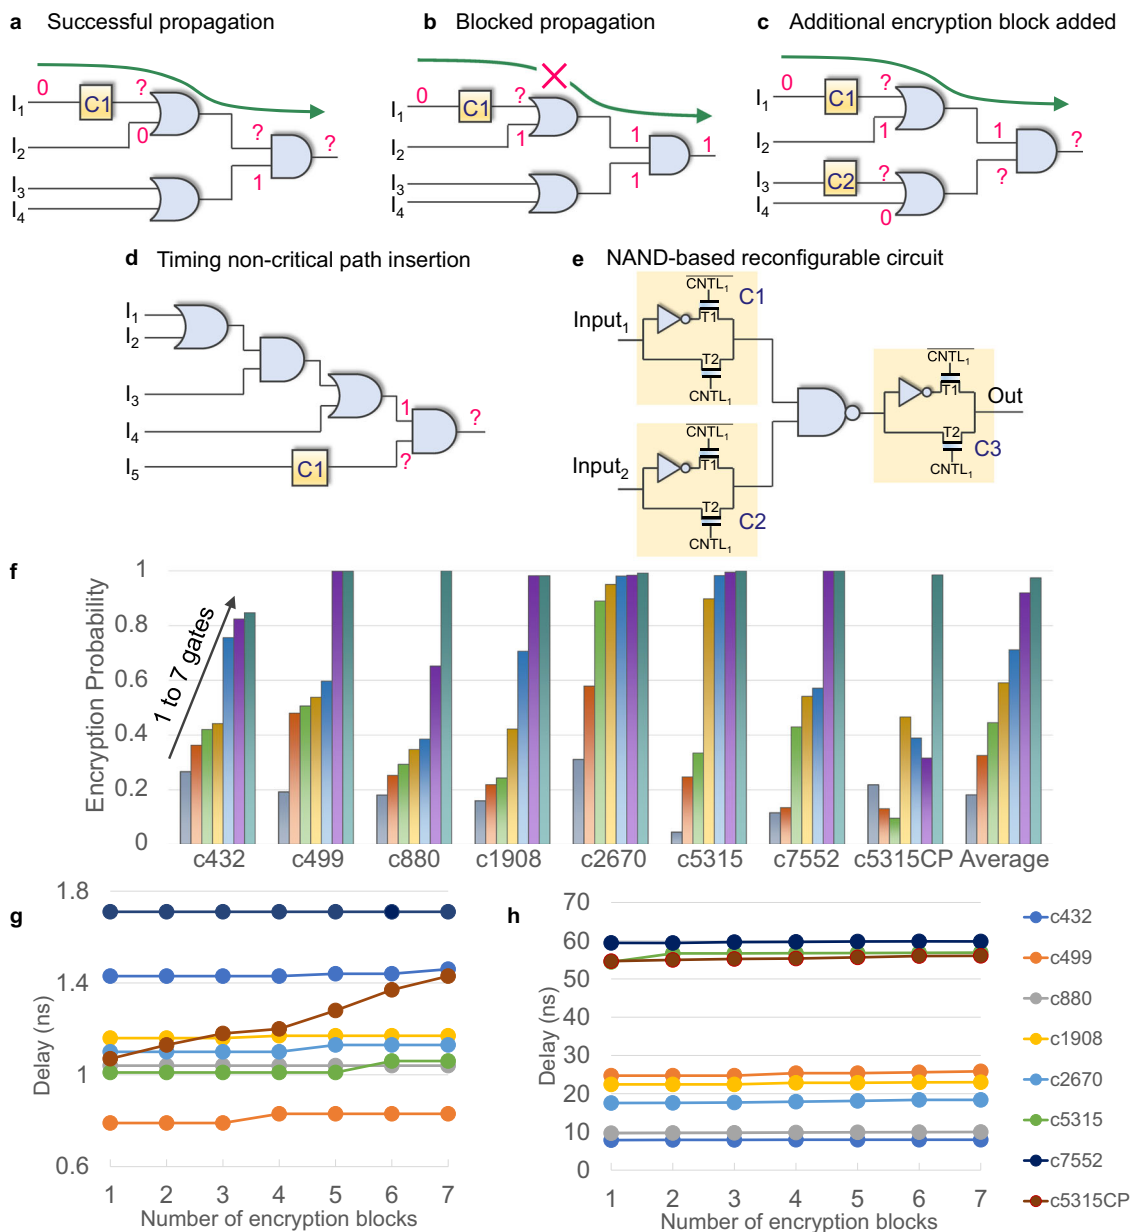 a Successful propagation
b Blocked propagation
c Additional encryption block added
0 ? I1 C1 0 ? ? I2 1 I3 I4
0 ? I1 C1 1 1 1 I2 1 I3 I4
0 ? I1 C1 1 1 ? I2 I3 C2 ? ? I4 0
d Timing non-critical path insertion
I1
I2
I3
I4
1
?
I5
C1
?
e NAND-based reconfigurable circuit
CNTL1
C1
Input1
T1
T2
CNTL1
CNTL1
Input2
T1
T2
C2
CNTL1
CNTL1
T1
Out
T2
C3
CNTL1
f
Encryption Probability
1
0.8
0.6
0.4
0.2
0
1 to 7 gates
c432 c499 c880 c1908 c2670 c5315 c7552 c5315CP Average
g
Delay (ns)
1.8
1.4
1
0.6
1 2 3 4 5 6 7
Number of encryption blocks
h
Delay (ns)
70
60
50
40
30
20
10
0
1 2 3 4 5 6 7
Number of encryption blocks
c432
c499
c880
c1908
c2670
c5315
c7552
c5315CP